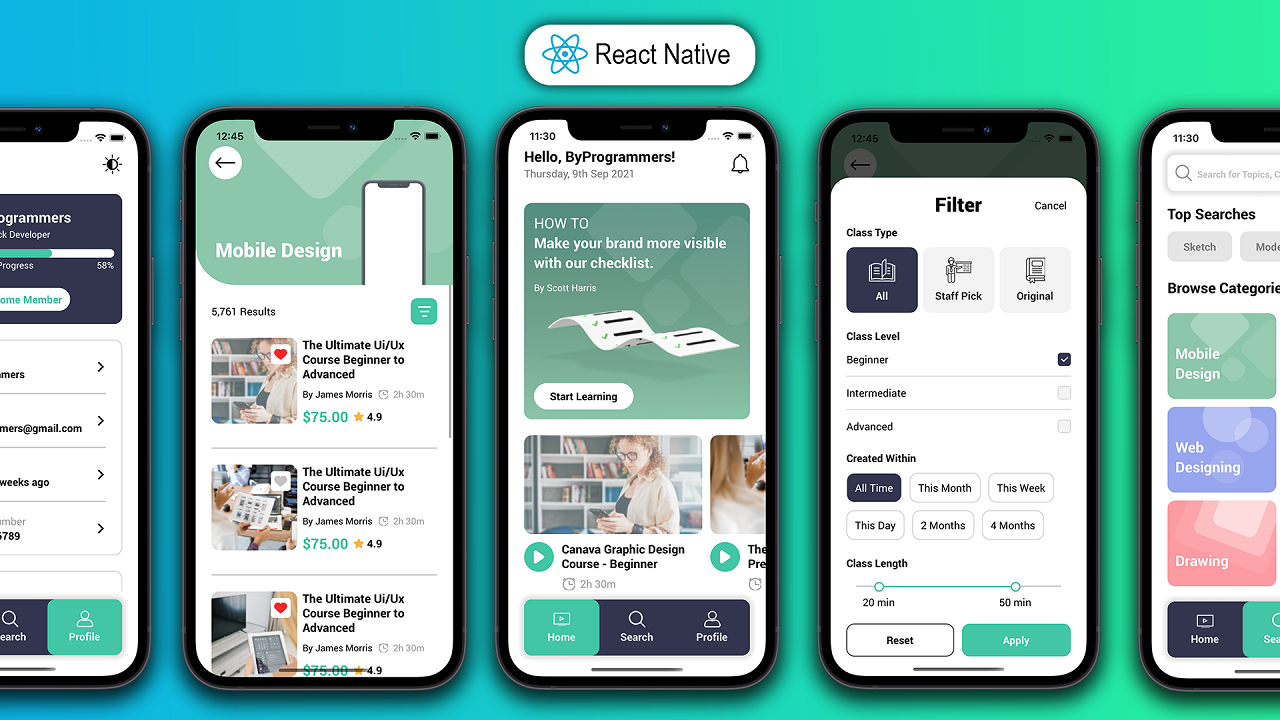 React Native
ogrammers
ck Developer
Progress
58%
ome Member
mers
mers@gmail.com
weeks ago
umber
6789
earch
Profile
12:45
Mobile Design
5,761 Results
The Ultimate Ui/Ux
Course Beginner to
Advanced
By James Morris
2h 30m
$75.00
4.9
The Ultimate Ui/Ux
Course Beginner to
Advanced
By James Morris
2h 30m
$75.00
4.9
The Ultimate Ui/Ux
Course Beginner to
Advanced
By James Morris
2h 30m
$75.00
4.9
11:30
Hello, ByProgrammers!
Thursday, 9th Sep 2021
HOW TO
Make your brand more visible
with our checklist.
By Scott Harris
Start Learning
Canava Graphic Design
Course - Beginner
2h 30m
The
Pre
Home
Search
Profile
12:45
Filter
Cancel
Class Type
All
Staff Pick
Original
Class Level
Beginner
Intermediate
Advanced
Created Within
All Time
This Month
This Week
This Day
2 Months
4 Months
Class Length
20 min
50 min
Reset
Apply
11:30
Search for Topics, C
Top Searches
Sketch
Mode
Browse Categorie
Mobile
Design
Web
Designing
Drawing
Home
Sea